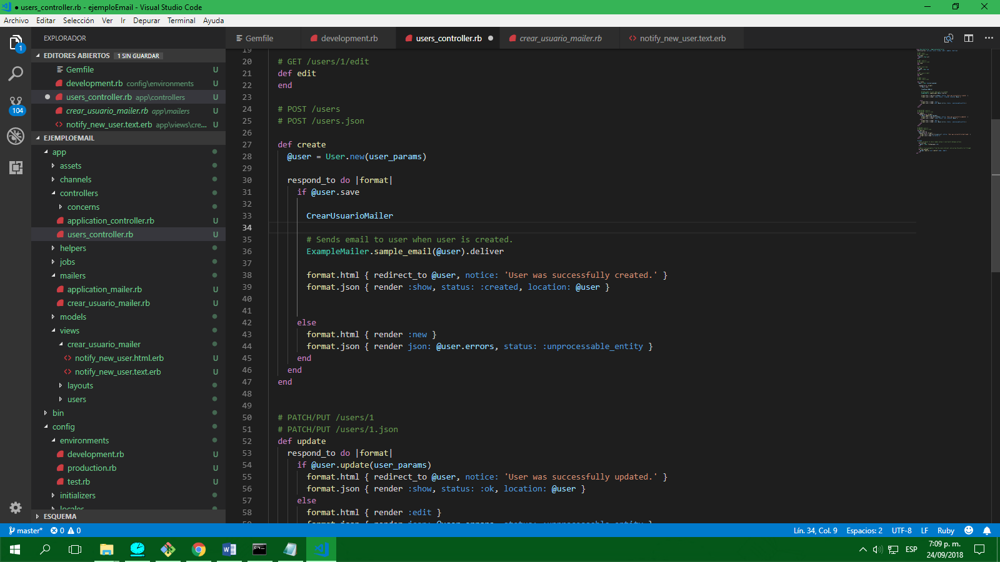 users_controller.rb - ejemploEmail - Visual Studio Code
Archivo Editar Selección Ver Ir Depurar Terminal Ayuda
EXPLORADOR
1
104
EDITORES ABIERTOS 1 SIN GUARDAR
Gemfile U
development.rb config\environments U
users_controller.rb app\controllers U
crear_usuario_mailer.rb app\mailers U
notify_new_user.text.erb app\views\cre... U
EJEMPLOEMAIL
app
assets
channels
controllers
concerns
application_controller.rb U
users_controller.rb U
helpers
jobs
mailers
application_mailer.rb U
crear_usuario_mailer.rb U
models
views
crear_usuario_mailer
notify_new_user.html.erb U
notify_new_user.text.erb U
layouts
users
bin
config
environments
development.rb U
production.rb U
test.rb U
initializers
locales
ESQUEMA
Gemfile development.rb users_controller.rb crear_usuario_mailer.rb notify_new_user.text.erb
19
20 # GET /users/1/edit
21 def edit
22 end
23
24 # POST /users
25 # POST /users.json
26
27 def create
28 @user = User.new(user_params)
29
30 respond_to do |format|
31 if @user.save
32
33 CrearUsuarioMailer
34
35 # Sends email to user when user is created.
36 ExampleMailer.sample_email(@user).deliver
37
38 format.html { redirect_to @user, notice: 'User was successfully created.' }
39 format.json { render :show, status: :created, location: @user }
40
41
42 else
43 format.html { render :new }
44 format.json { render json: @user.errors, status: :unprocessable_entity }
45 end
46 end
47 end
48
49
50 # PATCH/PUT /users/1
51 # PATCH/PUT /users/1.json
52 def update
53 respond_to do |format|
54 if @user.update(user_params)
55 format.html { redirect_to @user, notice: 'User was successfully updated.' }
56 format.json { render :show, status: :ok, location: @user }
57 else
58 format.html { render :edit }
59 format.json { render json: @user.errors, status: :unprocessable_entity }
master* 0 0 Lín. 34, Col. 9 Espacios: 2 UTF-8 LF Ruby
ESP 7:09 p. m.
24/09/2018